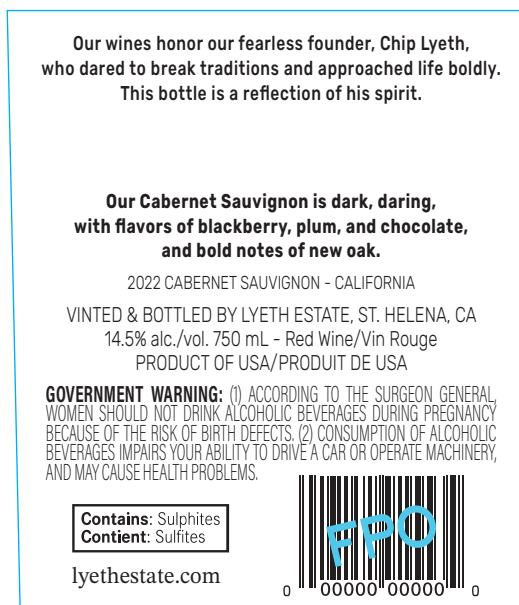 Our wines honor our fearless founder, Chip Lyeth,
who dared to break traditions and approached life boldly.
This bottle is a reflection of his spirit.
Our Cabernet Sauvignon is dark, daring,
with flavors of blackberry, plum, and chocolate,
and bold notes of new oak.
2022 CABERNET SAUVIGNON - CALIFORNIA
VINTED & BOTTLED BY LYETH ESTATE, ST. HELENA, CA
14.5% alc./vol. 750 mL - Red Wine/Vin Rouge
PRODUCT OF USA/PRODUIT DE USA
GOVERNMENT WARNING: (1) ACCORDING TO THE SURGEON GENERAL,
WOMEN SHOULD NOT DRINK ALCOHOLIC BEVERAGES DURING PREGNANCY
BECAUSE OF THE RISK OF BIRTH DEFECTS. (2) CONSUMPTION OF ALCOHOLIC
BEVERAGES IMPAIRS YOUR ABILITY TO DRIVE A CAR OR OPERATE MACHINERY,
AND MAY CAUSE HEALTH PROBLEMS.
Contains: Sulphites
Contient: Sulfites
lyethestate.com
FPO
0 00000 00000 0